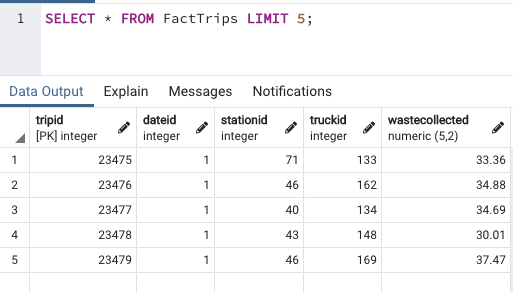 1 SELECT * FROM FactTrips LIMIT 5;
Data Output Explain Messages Notifications
tripid dateid stationid truckid wastecollected
[PK] integer integer integer integer numeric (5,2)
1 23475 1 71 133 33.36
2 23476 1 46 162 34.88
3 23477 1 40 134 34.69
4 23478 1 43 148 30.01
5 23479 1 46 169 37.47